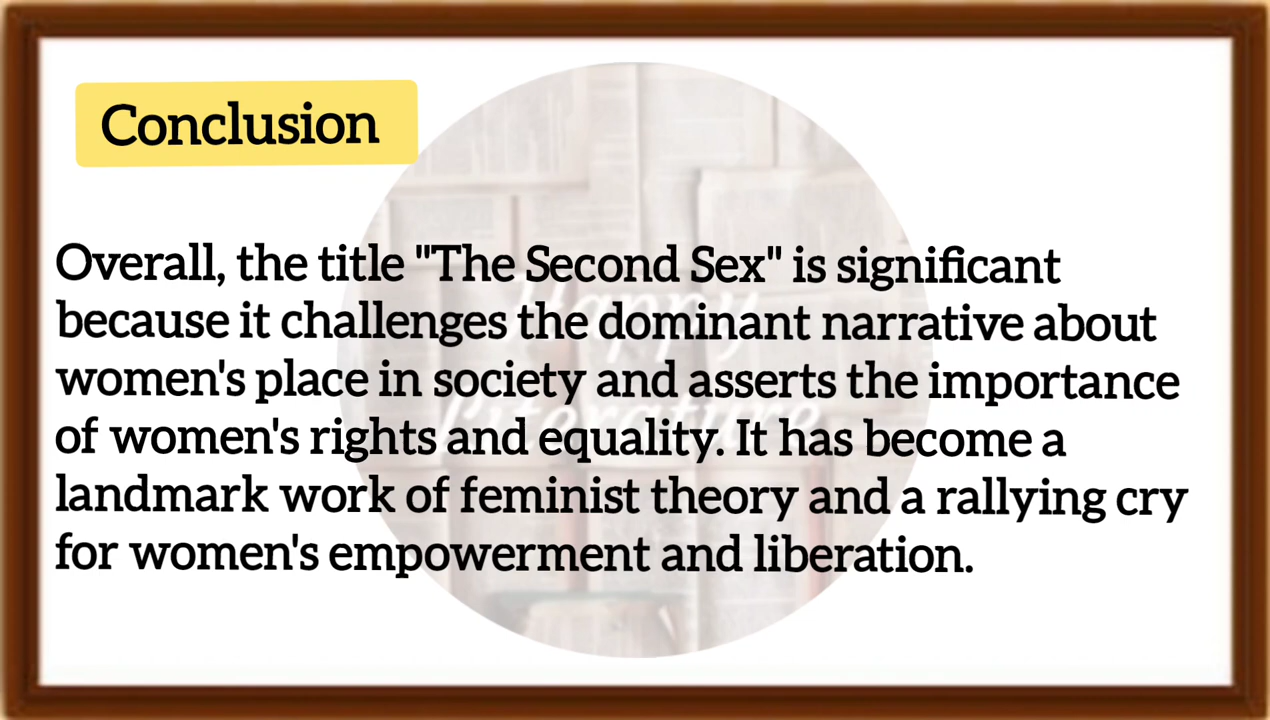 Conclusion
Overall, the title "The Second Sex" is significant
because it challenges the dominant narrative about
women's place in society and asserts the importance
of women's rights and equality. It has become a
landmark work of feminist theory and a rallying cry
for women's empowerment and liberation.
Happy
Literature